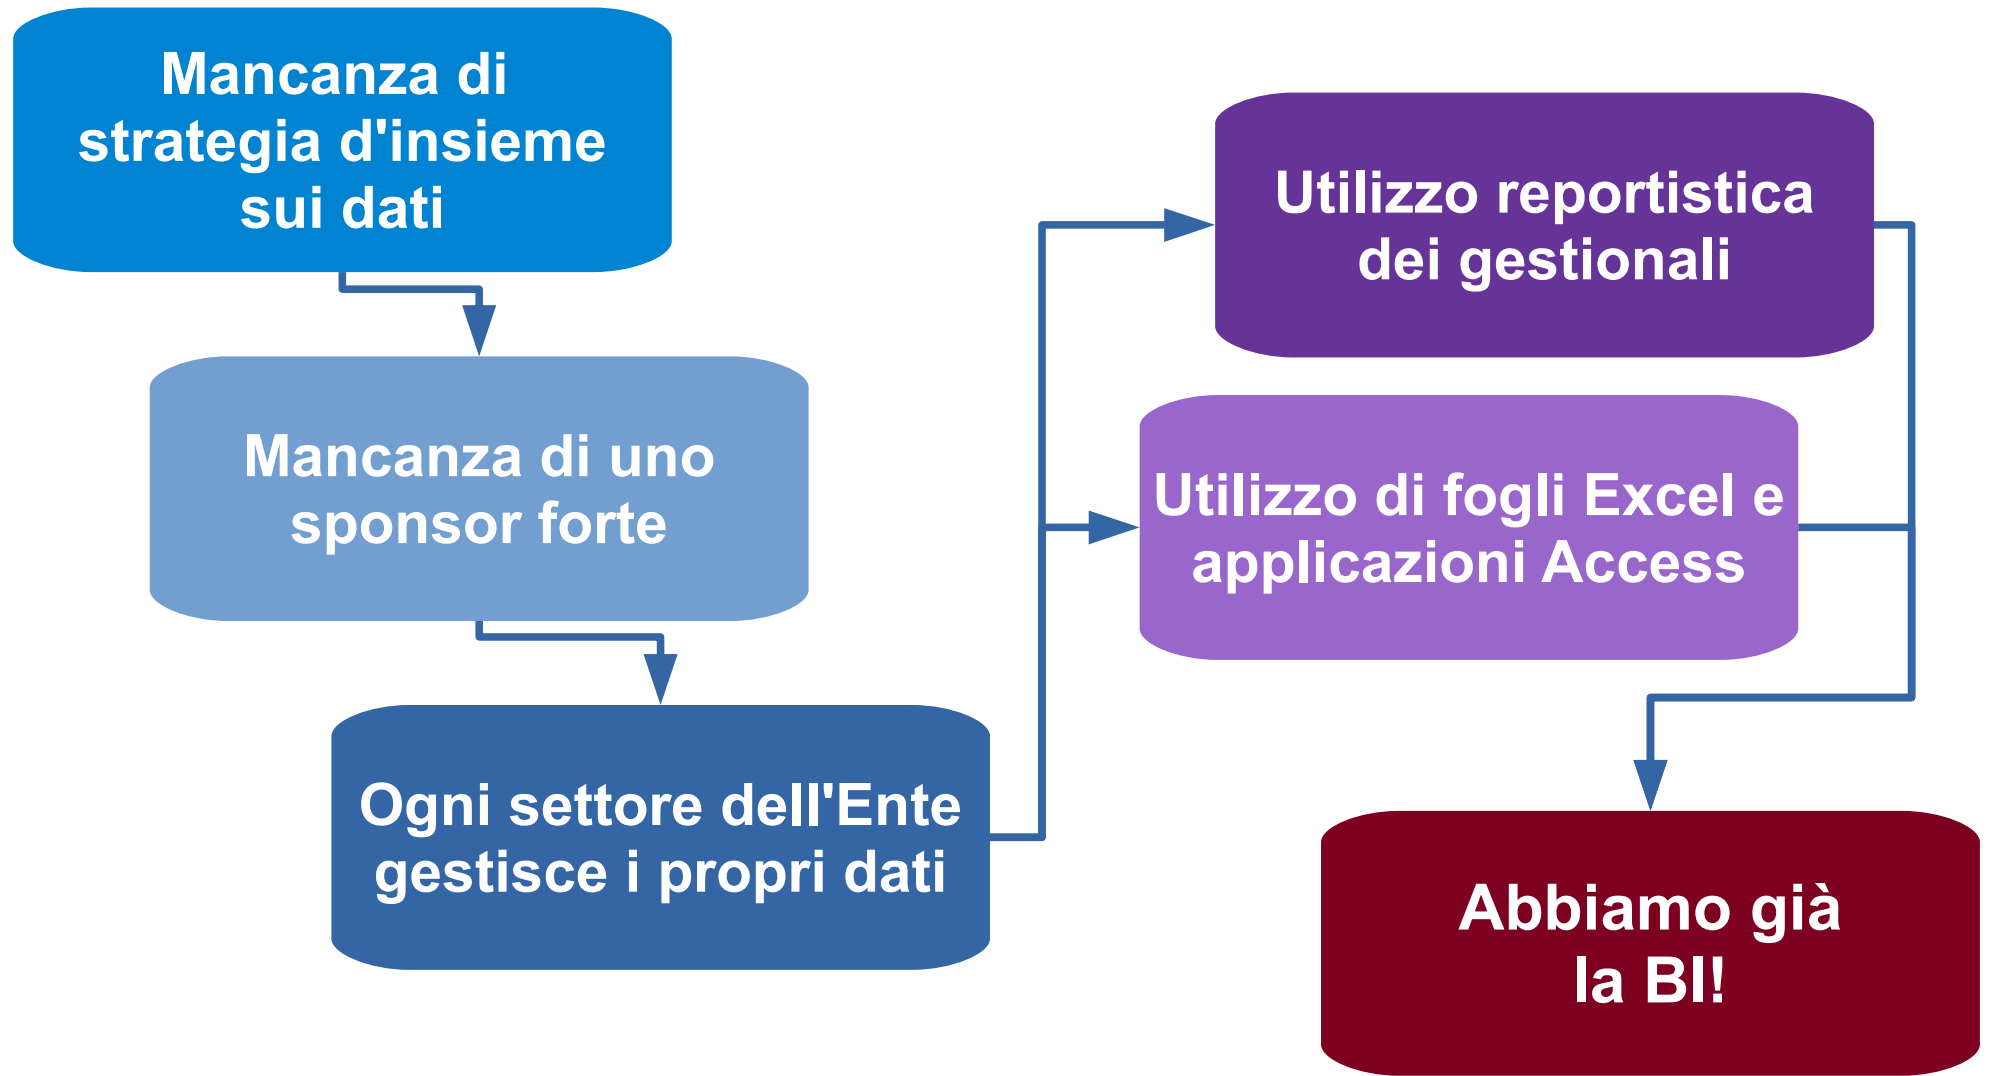 Mancanza di
strategia d'insieme
sui dati
Mancanza di uno
sponsor forte
Ogni settore dell'Ente
gestisce i propri dati
Utilizzo reportistica
dei gestionali
Utilizzo di fogli Excel e
applicazioni Access
Abbiamo già
la BI!